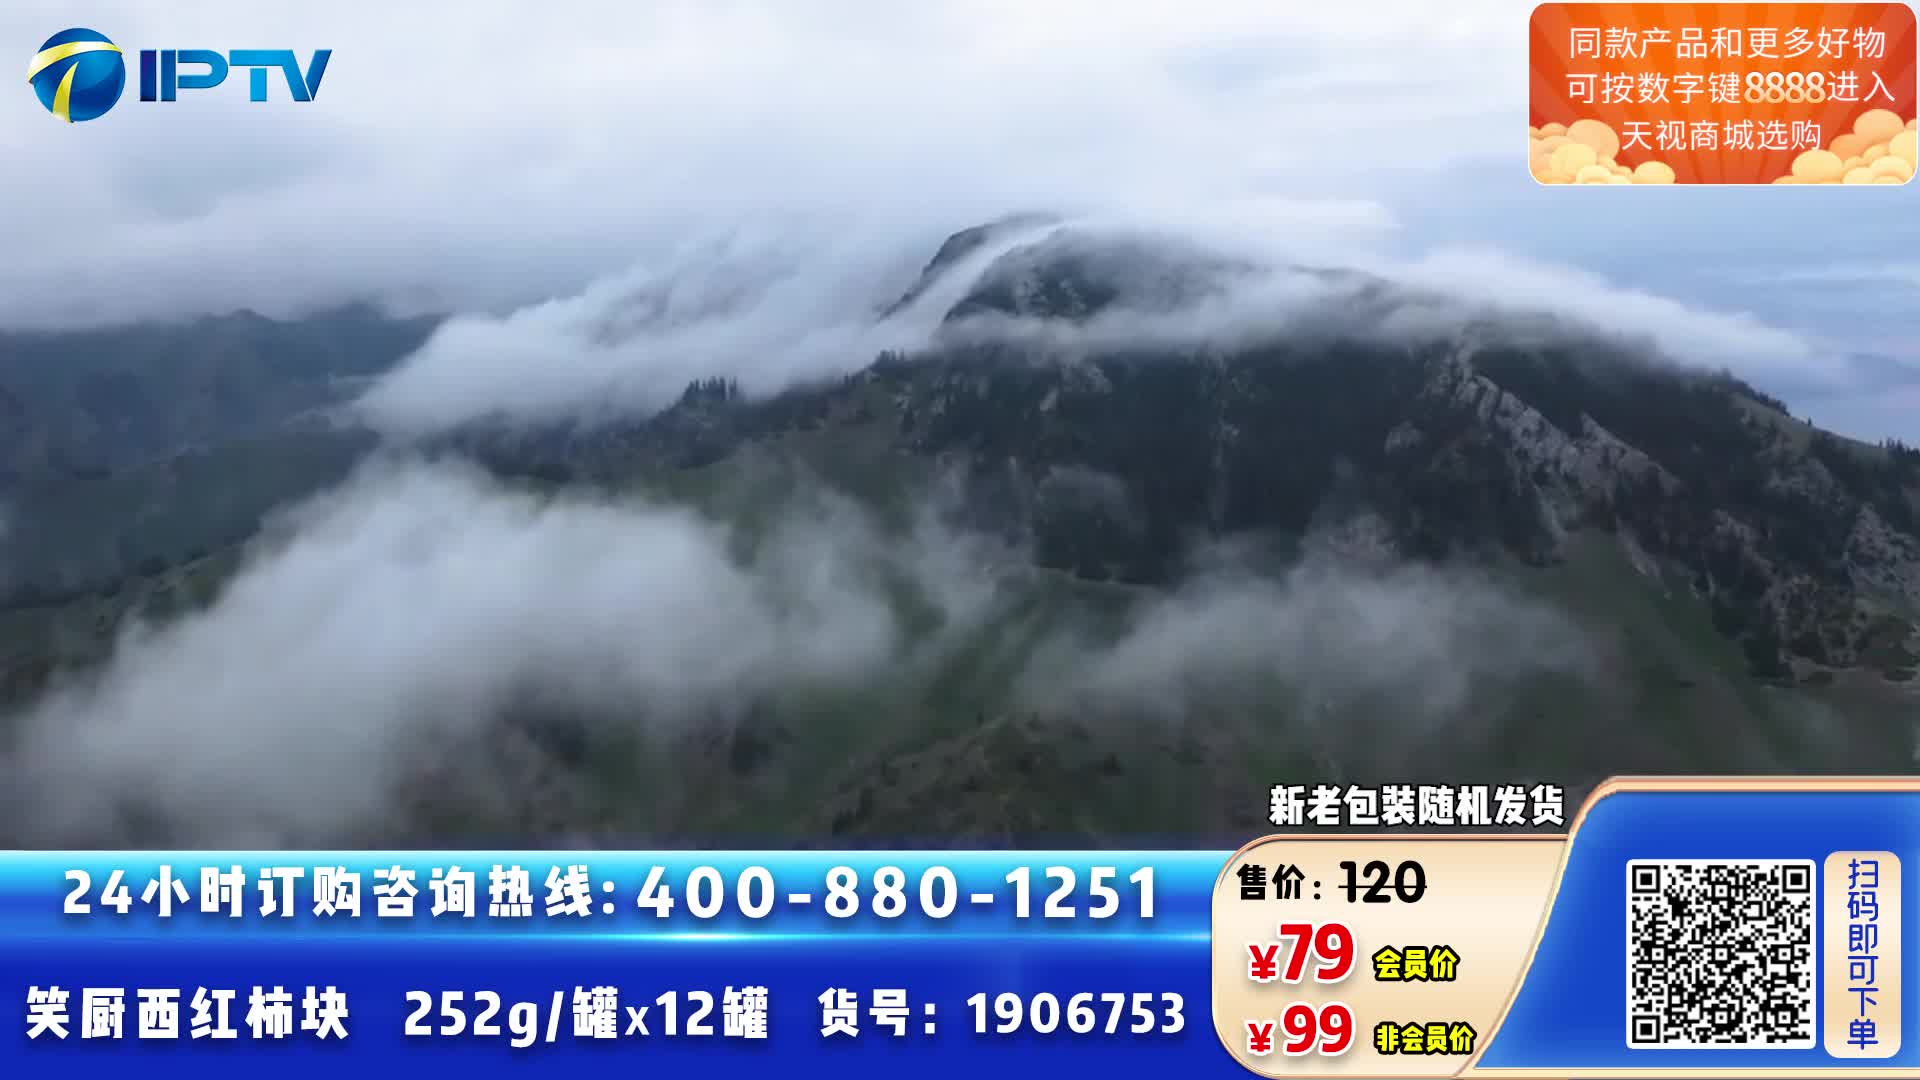 IPTV
同款产品和更多好物
可按数字键8888进入
天视商城选购
新老包装随机发货
24小时订购咨询热线:400-880-1251
售价:120
¥79 会员价
¥99 非会员价
笑厨西红柿块 252g/罐x12罐 货号:1906753
扫码即可下单